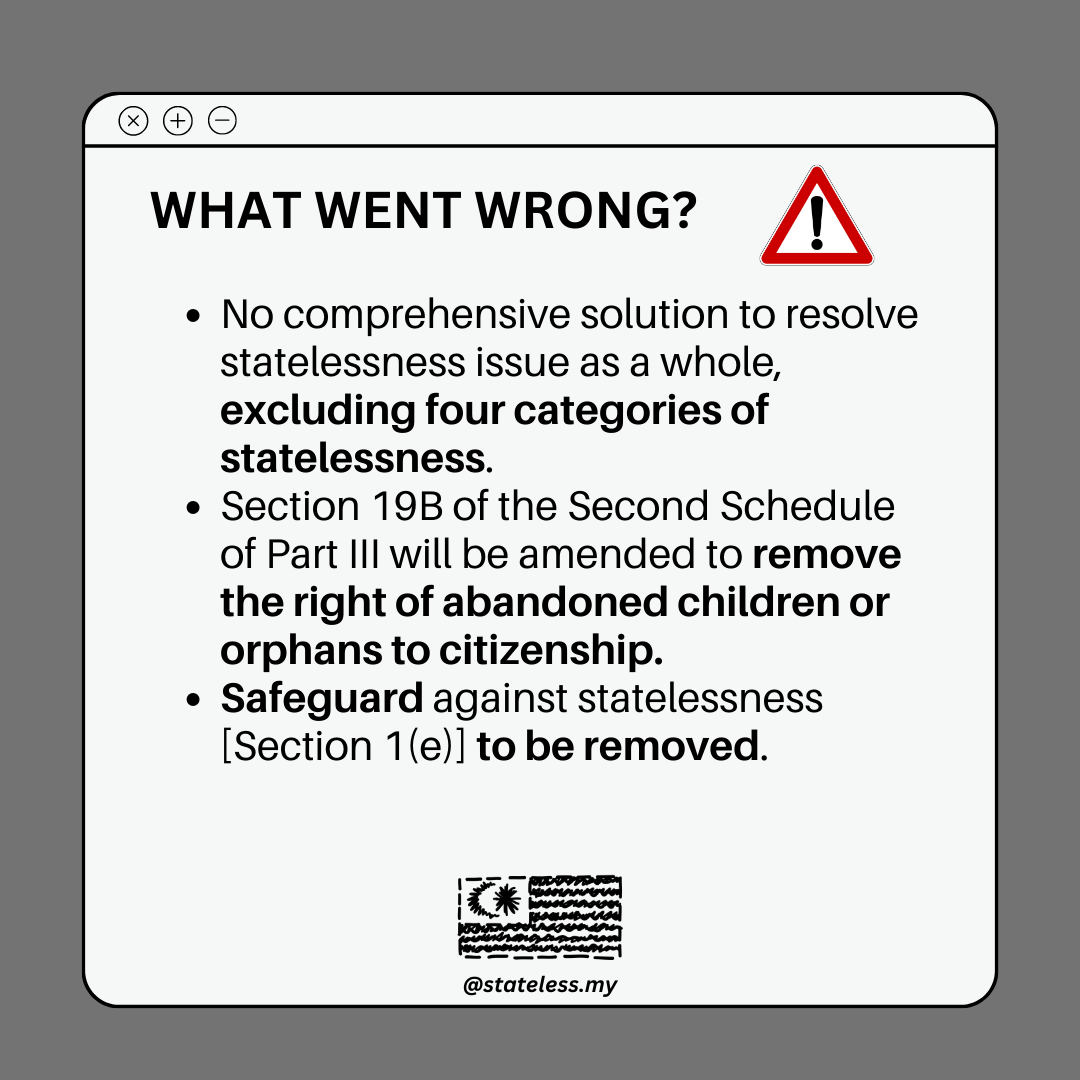 WHAT WENT WRONG?
• No comprehensive solution to resolve
statelessness issue as a whole,
excluding four categories of
statelessness.
• Section 19B of the Second Schedule
of Part III will be amended to remove
the right of abandoned children or
orphans to citizenship.
• Safeguard against statelessness
[Section 1(e)] to be removed.
@stateless.my